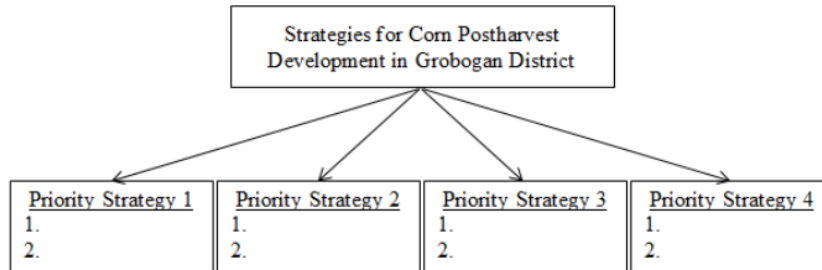 Strategies for Corn Postharvest
Development in Grobogan District
Priority Strategy 1
1.
2.
Priority Strategy 2
1.
2.
Priority Strategy 3
1.
2.
Priority Strategy 4
1.
2.